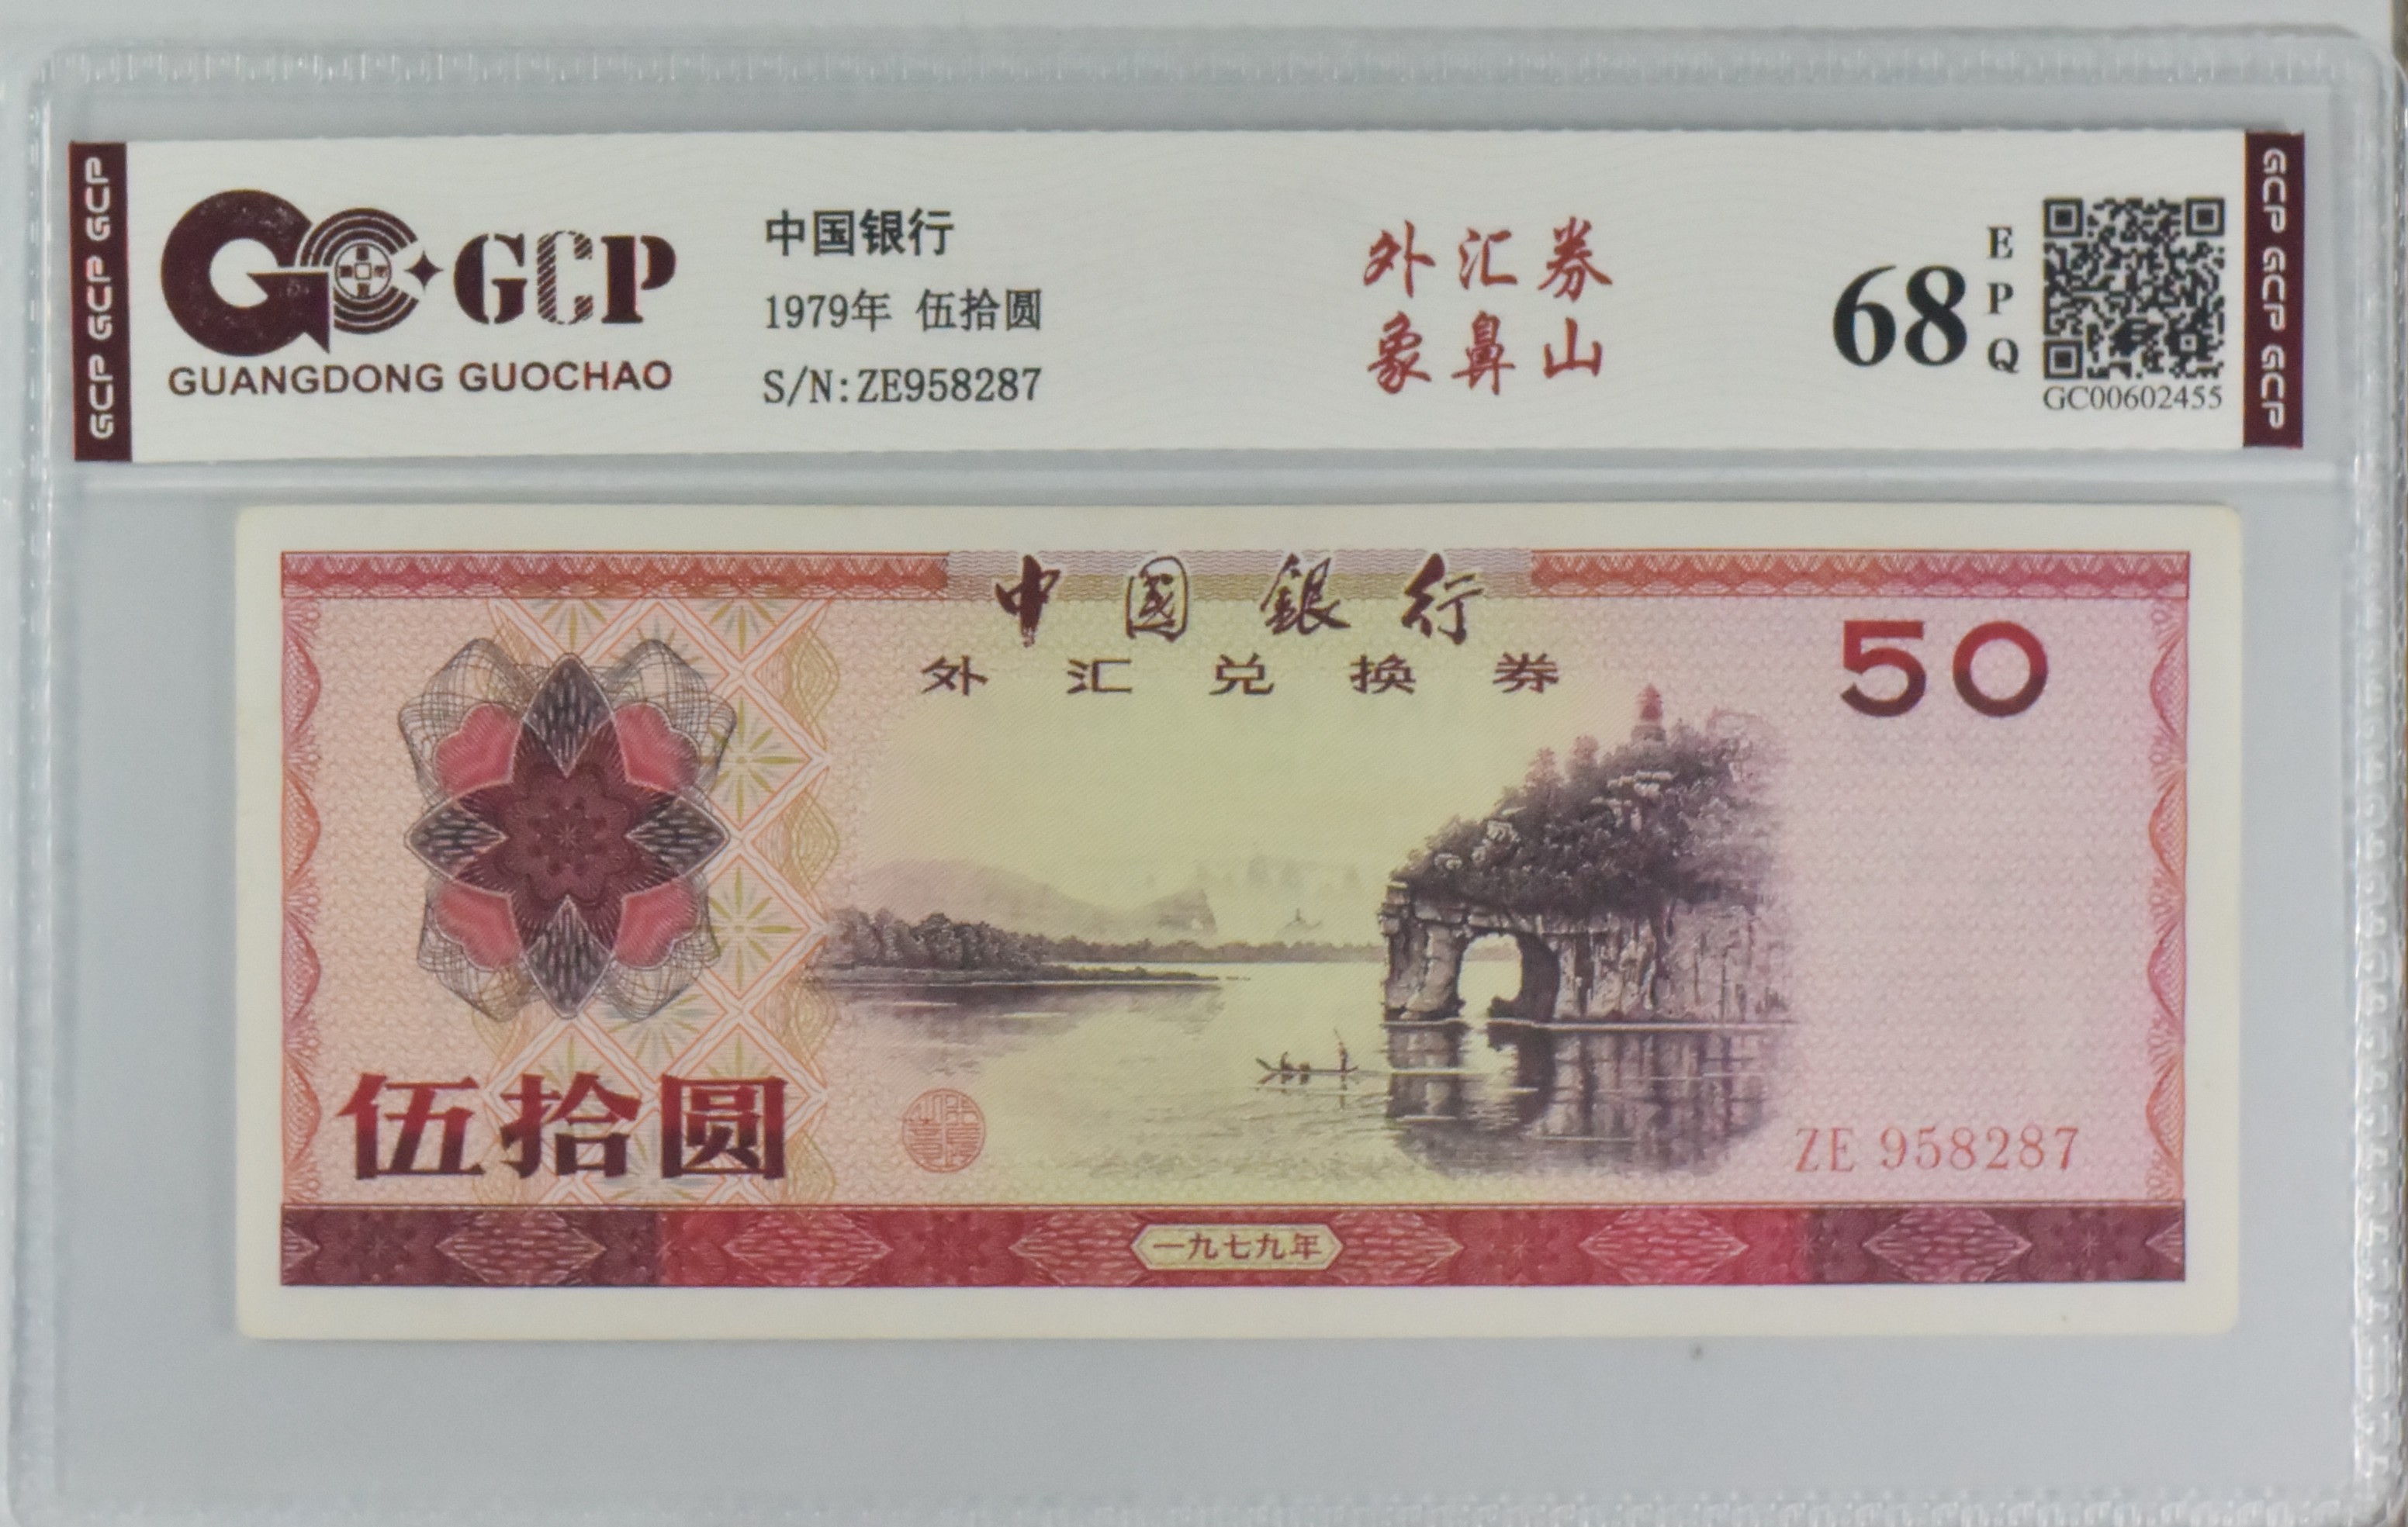 GCP GCP GCP
GCP
GUANGDONG GUOCHAO
中国银行
1979年 伍拾圆
S/N:ZE958287
外汇券
象鼻山
68
E
P
Q
GC00602455
GCP GCP GCP
中國銀行
外汇兑换券
50
伍拾圆
ZE 958287
一九七九年